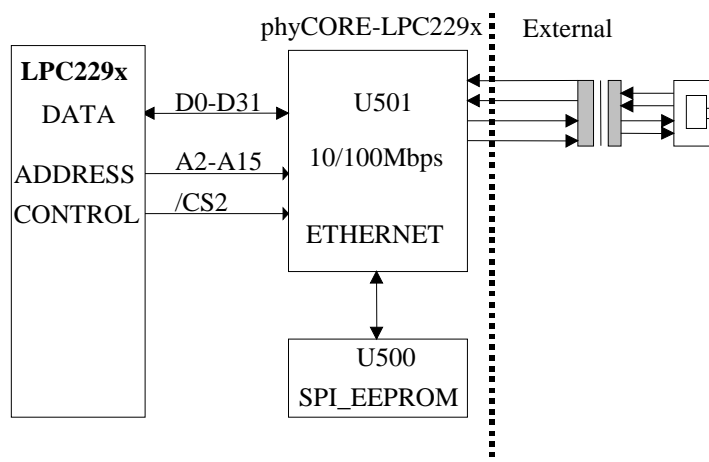 phyCORE-LPC229x
External
LPC229x
DATA
D0-D31
U501
ADDRESS
A2-A15
10/100Mbps
CONTROL
/CS2
ETHERNET
U500
SPI_EEPROM